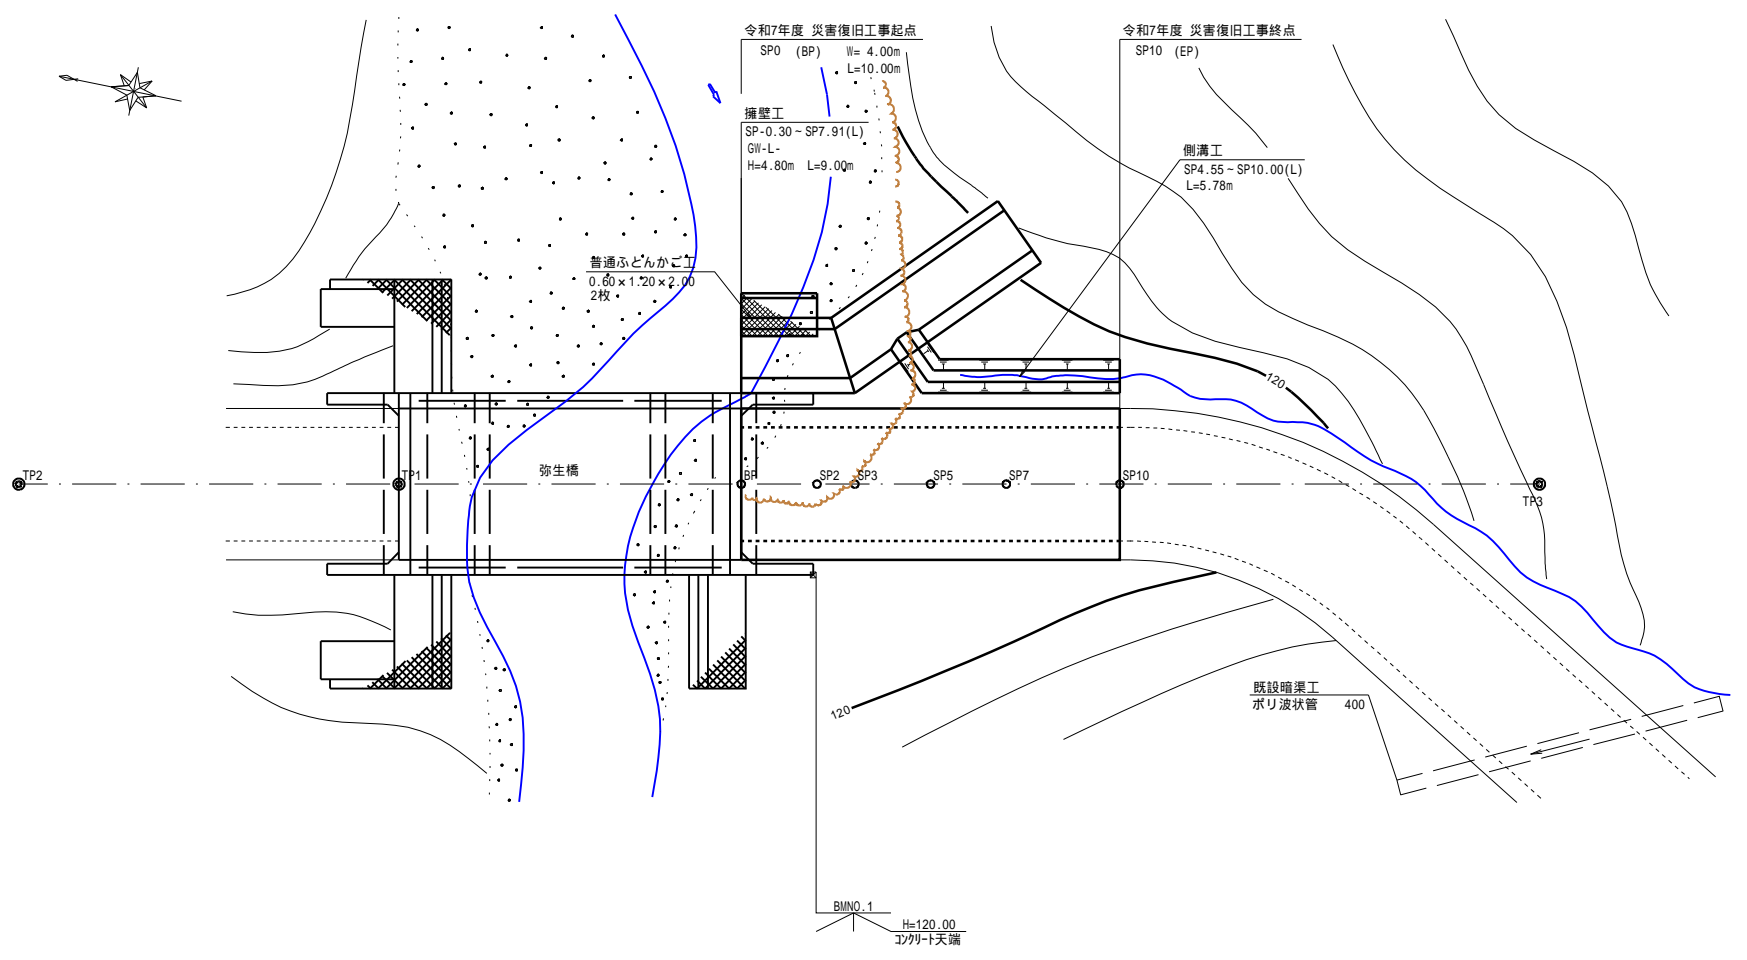 令和7年度 災害復旧工事起点
SP0 (BP) W= 4.00m
L=10.00m
令和7年度 災害復旧工事終点
SP10 (EP)
擁壁工
SP-0.30~SP7.91(L)
GW-L-
H=4.80m L=9.00m
側溝工
SP4.55~SP10.00(L)
L=5.78m
普通ふとんかご工
0.60×1.20×2.00
2枚
120
TP2
TP1
弥生橋
BP
SP2
SP3
SP5
SP7
SP10
TP3
120
既設暗渠工
ポリ波状管 400
BMNO.1
H=120.00
コンクリート天端